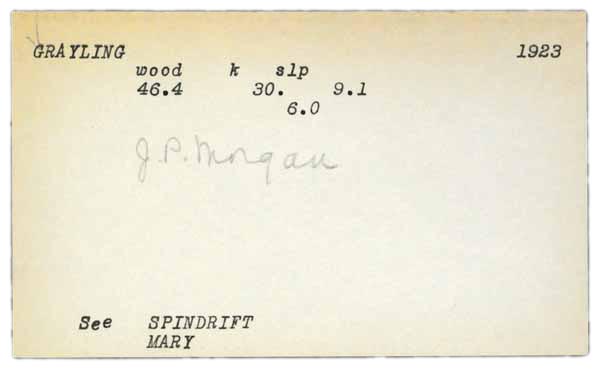 GRAYLING 1923
wood k slp
46.4 30. 9.1
6.0
J. P. Morgan
See SPINDRIFT
MARY